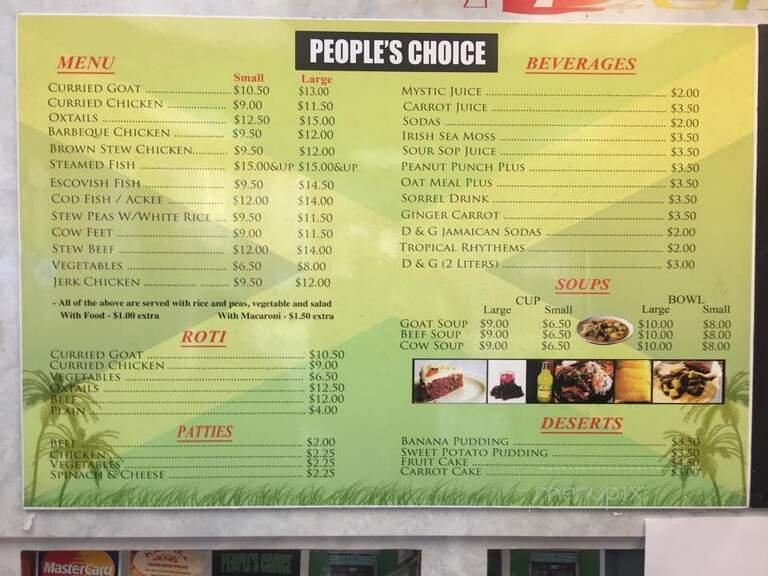 PEOPLE'S CHOICE
MENU
Small Large
CURRIED GOAT $10.50 $13.00
CURRIED CHICKEN $9.00 $11.50
OXTAILS $12.50 $15.00
BARBEQUE CHICKEN $9.50 $12.00
BROWN STEW CHICKEN $9.50 $12.00
STEAMED FISH $15.00&UP $15.00&UP
ESCOVISH FISH $9.50 $14.50
COD FISH / ACKEE $12.00 $14.00
STEW PEAS W/WHITE RICE $9.50 $11.50
COW FEET $9.00 $11.50
STEW BEEF $12.00 $14.00
VEGETABLES $6.50 $8.00
JERK CHICKEN $9.50 $12.00
- All of the above are served with rice and peas, vegetable and salad
With Food - $1.00 extra With Macaroni - $1.50 extra
ROTI
CURRIED GOAT $10.50
CURRIED CHICKEN $9.00
VEGETABLES $6.50
OXTAILS $12.50
BEEF $12.00
PLAIN $4.00
PATTIES
BEEF $2.00
CHICKEN $2.25
VEGETABLES $2.25
SPINACH & CHEESE $2.25
BEVERAGES
MYSTIC JUICE $2.00
CARROT JUICE $3.50
SODAS $2.00
IRISH SEA MOSS $3.50
SOUR SOP JUICE $3.50
PEANUT PUNCH PLUS $3.50
OAT MEAL PLUS $3.50
SORREL DRINK $3.50
GINGER CARROT $3.50
D & G JAMAICAN SODAS $2.00
TROPICAL RHYTHEMS $2.00
D & G (2 LITERS) $3.00
SOUPS
CUP BOWL
Large Small Large Small
GOAT SOUP $9.00 $6.50 $10.00 $8.00
BEEF SOUP $9.00 $6.50 $10.00 $8.00
COW SOUP $9.00 $6.50 $10.00 $8.00
DESERTS
BANANA PUDDING $3.50
SWEET POTATO PUDDING $3.50
FRUIT CAKE $4.50
CARROT CAKE $3.00
menupix
MasterCard
PEOPLE'S CHOICE